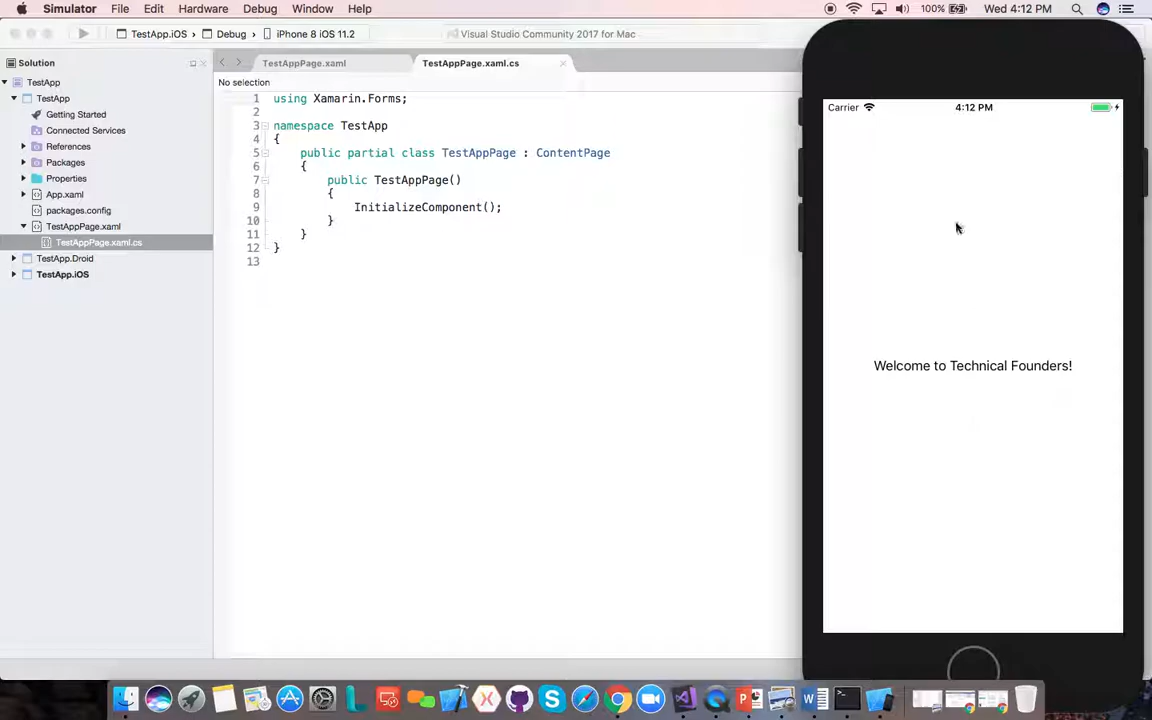 Simulator File Edit Hardware Debug Window Help 100% Wed 4:12 PM
TestApp.iOS Debug iPhone 8 iOS 11.2 Visual Studio Community 2017 for Mac
Solution
TestApp
TestApp
Getting Started
Connected Services
References
Packages
Properties
App.xaml
packages.config
TestAppPage.xaml
TestAppPage.xaml.cs
TestApp.Droid
TestApp.iOS
TestAppPage.xaml TestAppPage.xaml.cs
No selection
1 using Xamarin.Forms;
2
3 namespace TestApp
4 {
5 public partial class TestAppPage : ContentPage
6 {
7 public TestAppPage()
8 {
9 InitializeComponent();
10 }
11 }
12 }
13
Carrier 4:12 PM
Welcome to Technical Founders!